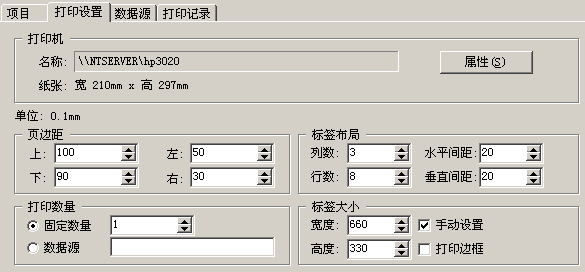 项目 打印设置 数据源 打印记录
打印机
名称: \\NTSERVER\hp3020 属性(S)
纸张: 宽 210mm x 高 297mm
单位: 0.1mm
页边距 标签布局
上: 100 左: 50 列数: 3 水平间距: 20
下: 90 右: 30 行数: 8 垂直间距: 20
打印数量 标签大小
固定数量 1 宽度: 660 手动设置
数据源 高度: 330 打印边框